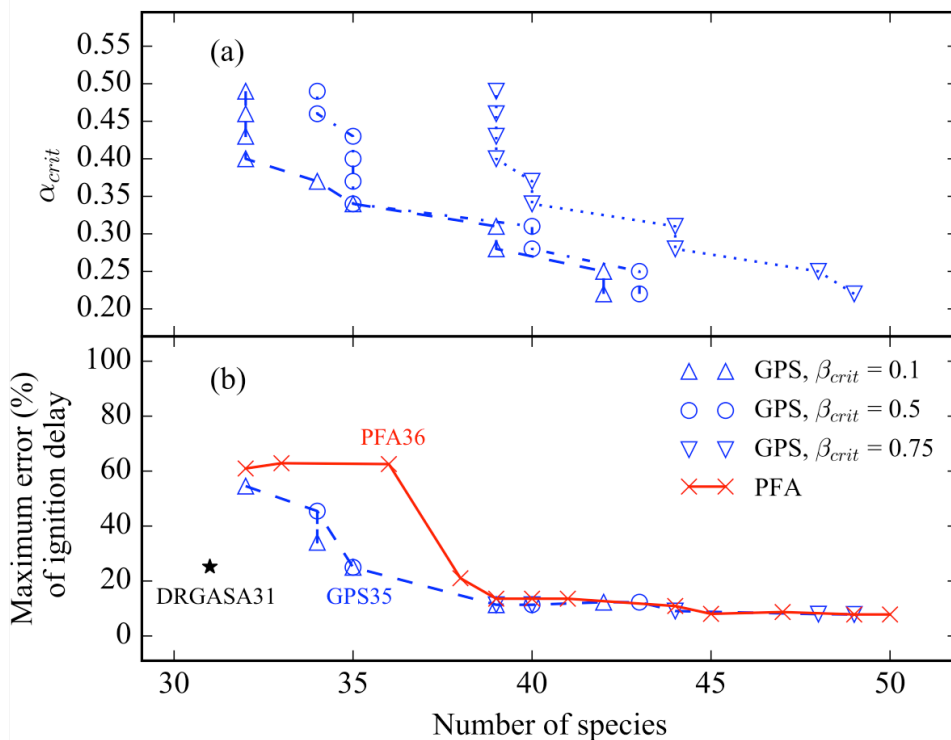 (a)
0.55
0.50
0.45
0.40
0.35
0.30
0.25
0.20
α_crit
(b)
100
80
60
40
20
0
Maximum error (%)
of ignition delay
GPS, β_crit = 0.1
GPS, β_crit = 0.5
GPS, β_crit = 0.75
PFA
PFA36
DRGASA31
GPS35
30 35 40 45 50
Number of species